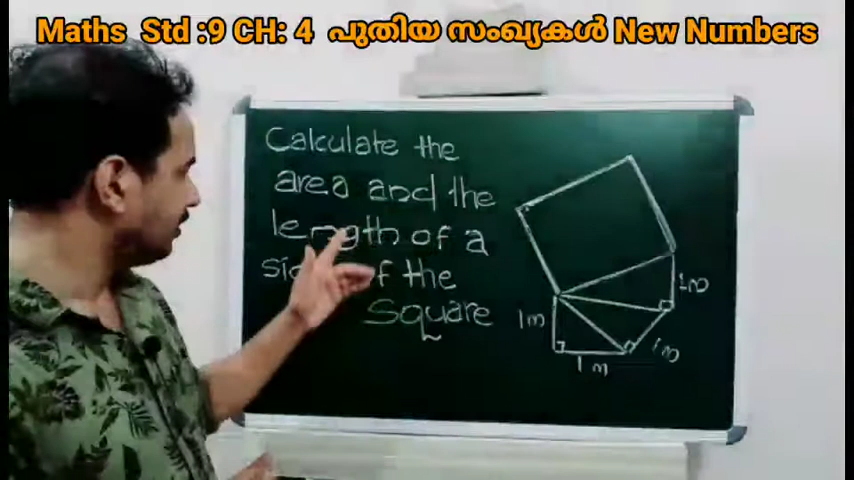 Maths Std :9 CH: 4 പുതിയ സംഖ്യകൾ New Numbers
Calculate the
area and the
length of a
of the
Square
1m
1m
1m
1m